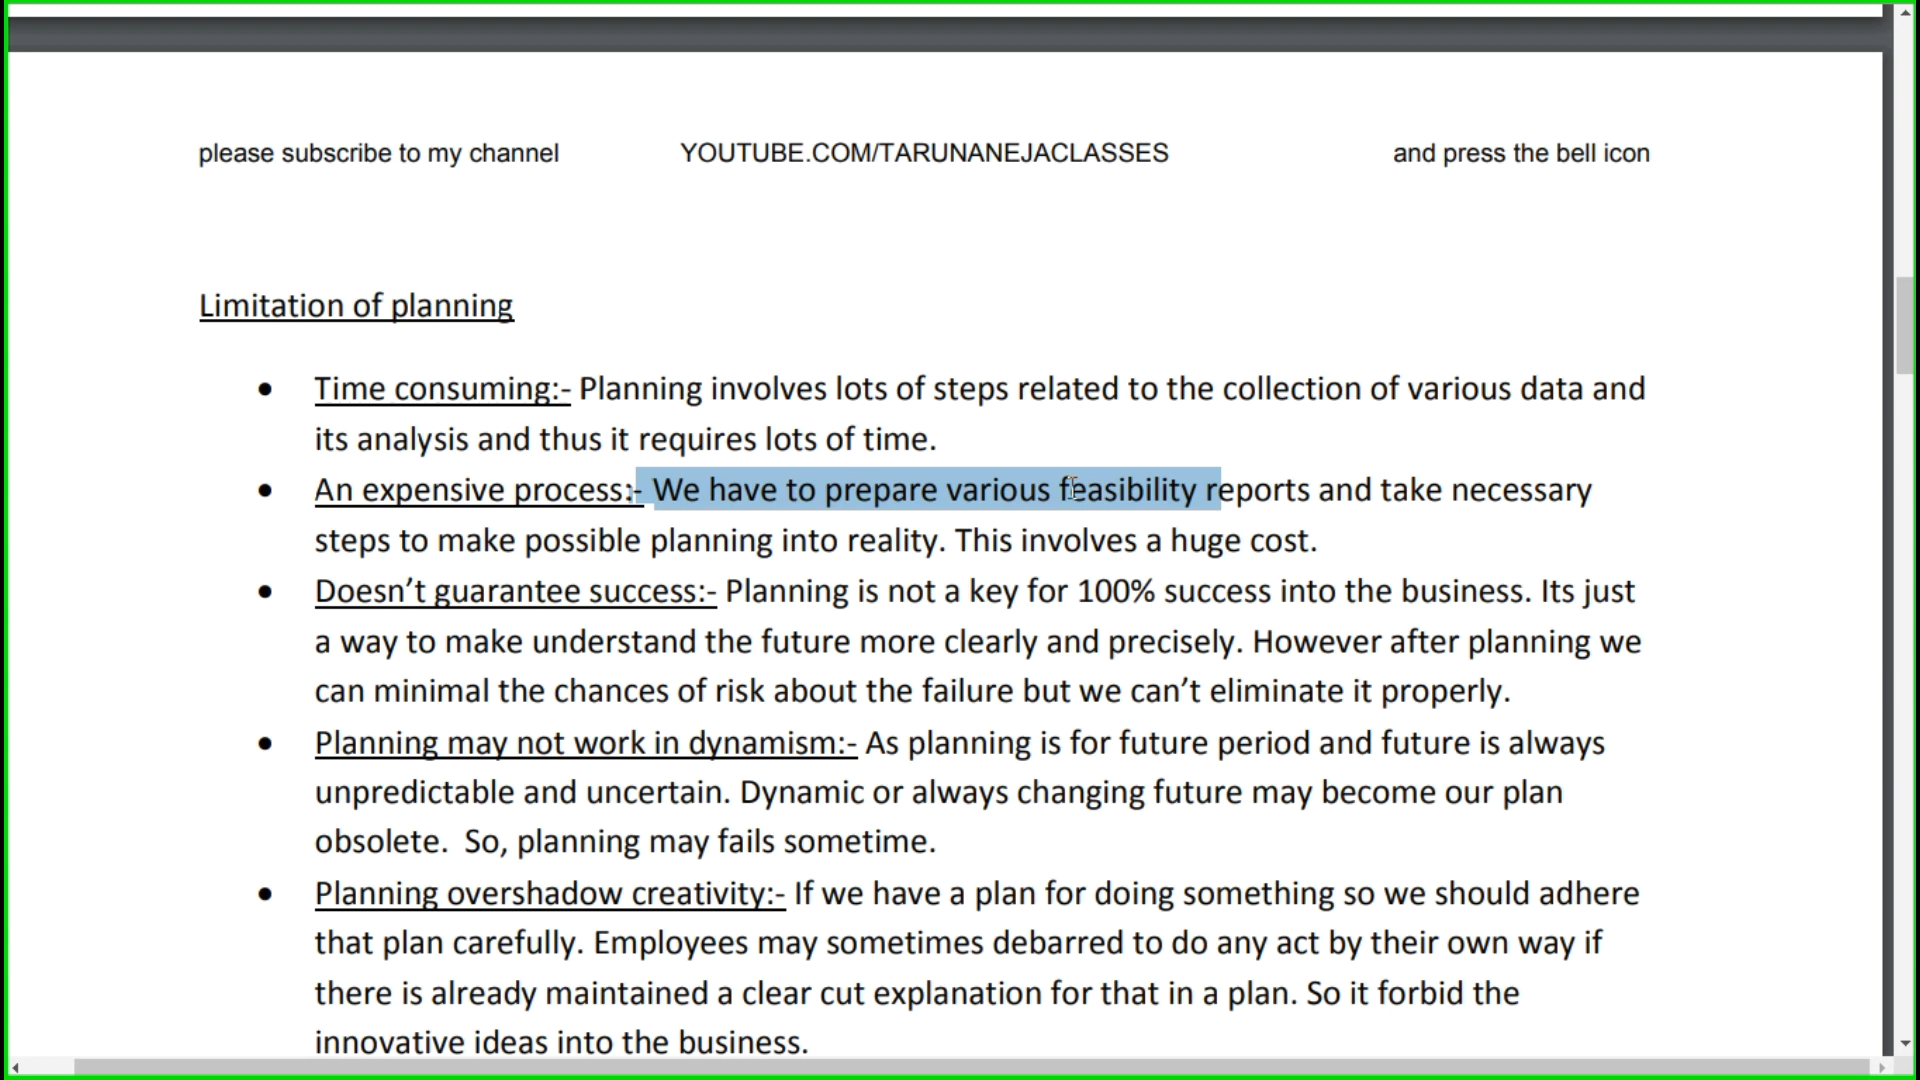 please subscribe to my channel YOUTUBE.COM/TARUNANEJACLASSES and press the bell icon
Limitation of planning
• Time consuming:- Planning involves lots of steps related to the collection of various data and
its analysis and thus it requires lots of time.
• An expensive process:- We have to prepare various feasibility reports and take necessary
steps to make possible planning into reality. This involves a huge cost.
• Doesn’t guarantee success:- Planning is not a key for 100% success into the business. Its just
a way to make understand the future more clearly and precisely. However after planning we
can minimal the chances of risk about the failure but we can’t eliminate it properly.
• Planning may not work in dynamism:- As planning is for future period and future is always
unpredictable and uncertain. Dynamic or always changing future may become our plan
obsolete.  So, planning may fails sometime.
• Planning overshadow creativity:- If we have a plan for doing something so we should adhere
that plan carefully. Employees may sometimes debarred to do any act by their own way if
there is already maintained a clear cut explanation for that in a plan. So it forbid the
innovative ideas into the business.